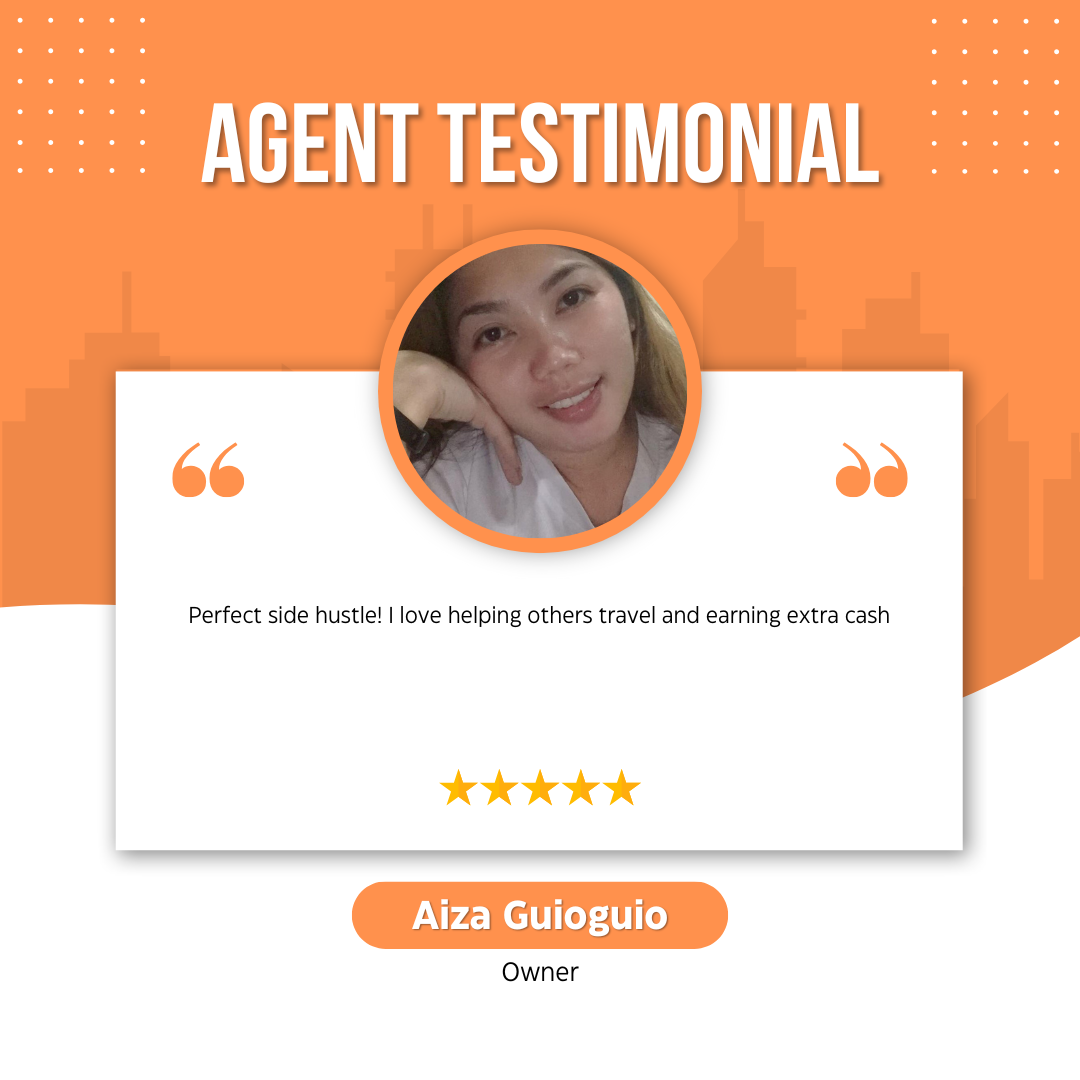 AGENT TESTIMONIAL
“ ”
Perfect side hustle! I love helping others travel and earning extra cash
Aiza Guioguio
Owner